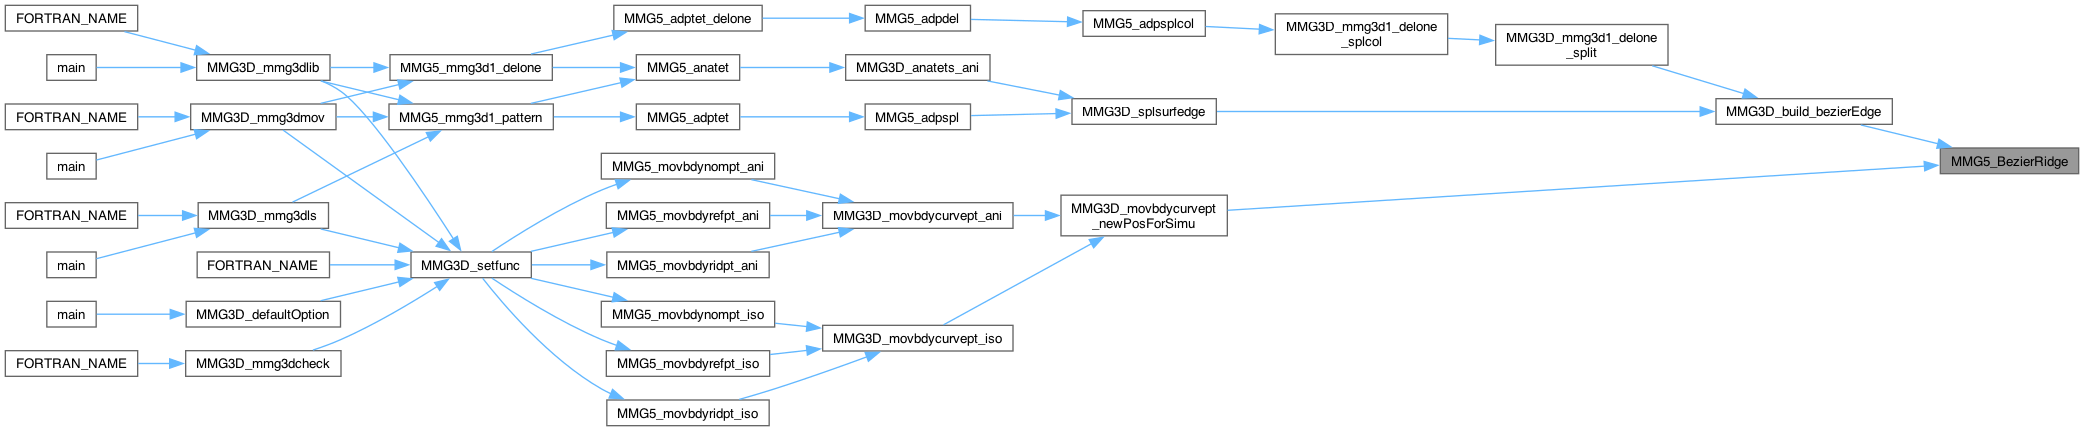 FORTRAN_NAME
main
FORTRAN_NAME
main
FORTRAN_NAME
main
main
FORTRAN_NAME
MMG3D_mmg3dlib
MMG3D_mmg3dmov
MMG3D_mmg3dls
FORTRAN_NAME
MMG3D_defaultOption
MMG3D_mmg3dcheck
MMG5_mmg3d1_delone
MMG5_mmg3d1_pattern
MMG3D_setfunc
MMG5_adptet_delone
MMG5_anatet
MMG5_adptet
MMG5_movbdynompt_ani
MMG5_movbdyrefpt_ani
MMG5_movbdyridpt_ani
MMG5_movbdynompt_iso
MMG5_movbdyrefpt_iso
MMG5_movbdyridpt_iso
MMG5_adpdel
MMG3D_anatets_ani
MMG5_adpspl
MMG3D_movbdycurvept_ani
MMG3D_movbdycurvept_iso
MMG5_adpsplcol
MMG3D_splsurfedge
MMG3D_movbdycurvept
_newPosForSimu
MMG3D_mmg3d1_delone
_splcol
MMG3D_mmg3d1_delone
_split
MMG3D_build_bezierEdge
MMG5_BezierRidge